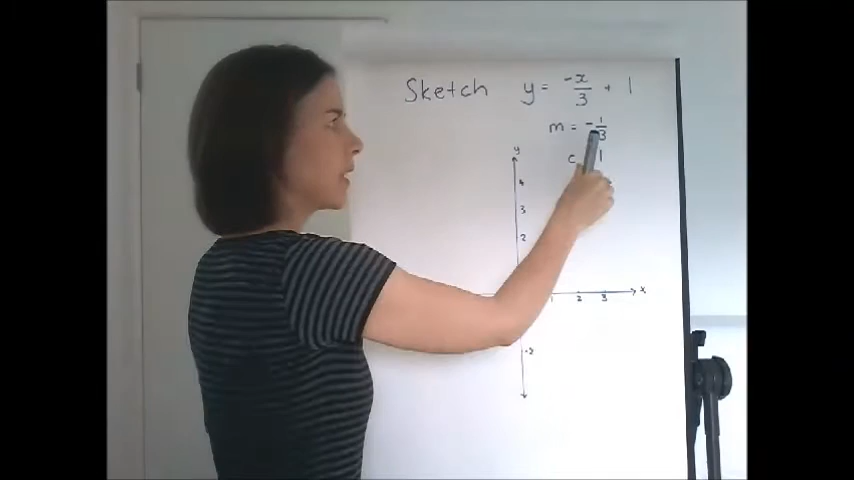 Sketch y = -x/3 + 1
m = -1/3
c 1
y
4
3
2
1 2 3 x
-2